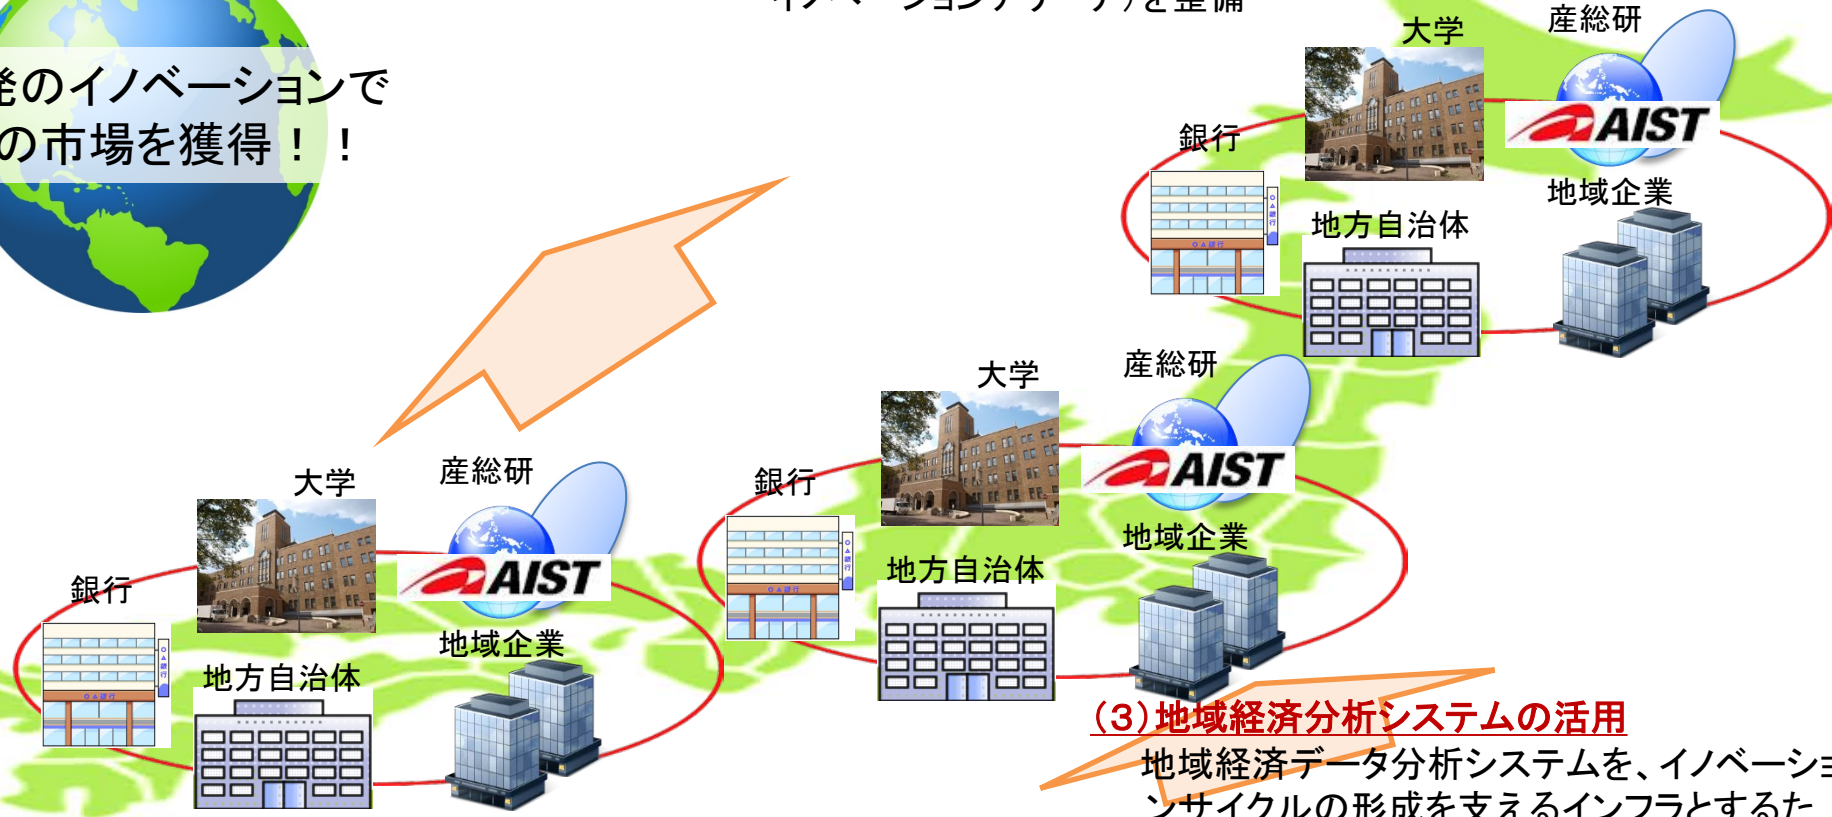 発のイノベーションで
の市場を獲得！！
大学
産総研
AIST
銀行
地域企業
地方自治体
大学
産総研
AIST
銀行
地域企業
地方自治体
大学
産総研
AIST
銀行
地域企業
地方自治体
（３）地域経済分析システムの活用
地域経済データ分析システムを、イノベーショ
ンサイクルの形成を支えるインフラとするた